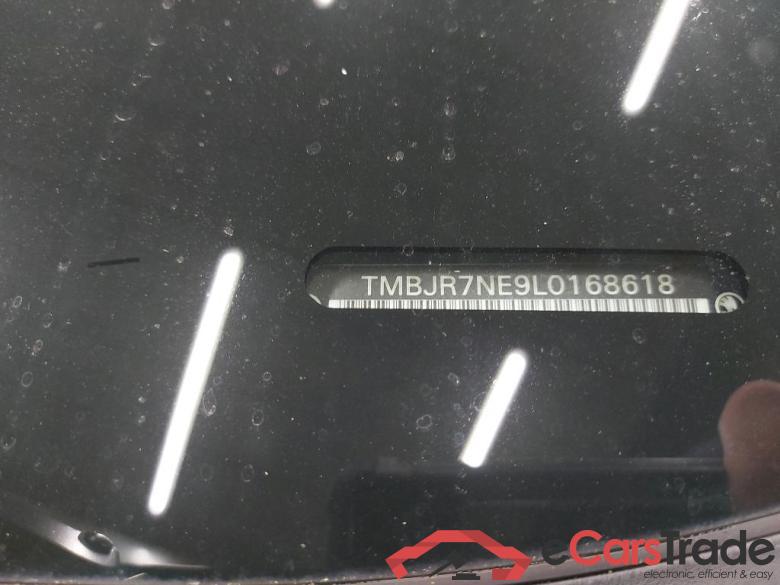 TMBJR7NE9L0168618
eCarsTrade
electronic, efficient & easy